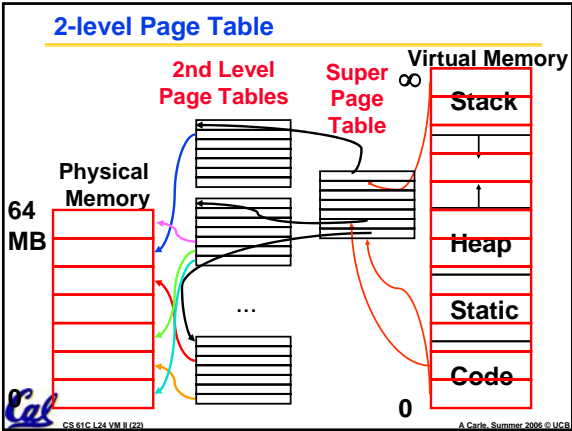 2-level Page Table
Virtual Memory
2nd Level
Page Tables
Super
Page
Table
∞
Stack
Physical
Memory
64
MB
Heap
...
Static
Code
0
0
Cal
CS 61C L24 VM II (22)
A Carle, Summer 2006 © UCB